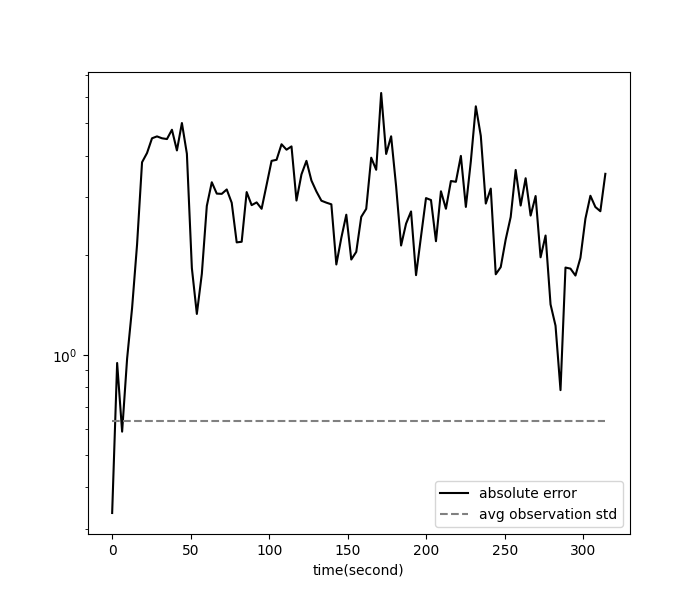 10⁰
0 50 100 150 200 250 300
time(second)
absolute error
avg observation std